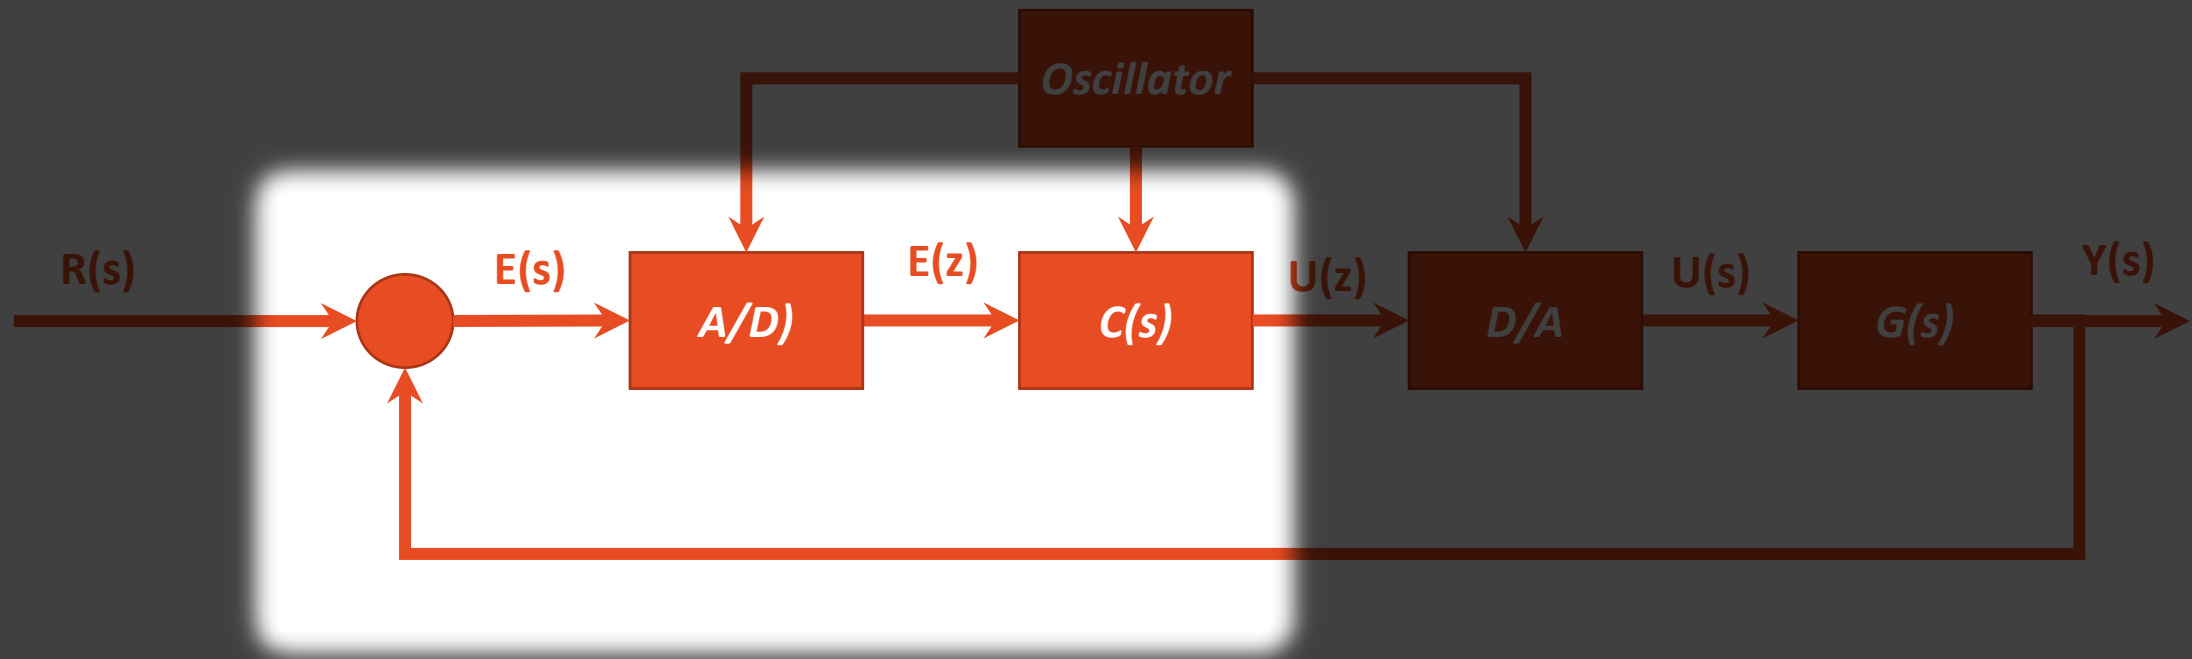 Oscillator
R(s)
E(s)
A/D)
E(z)
C(s)
U(z)
D/A
U(s)
G(s)
Y(s)